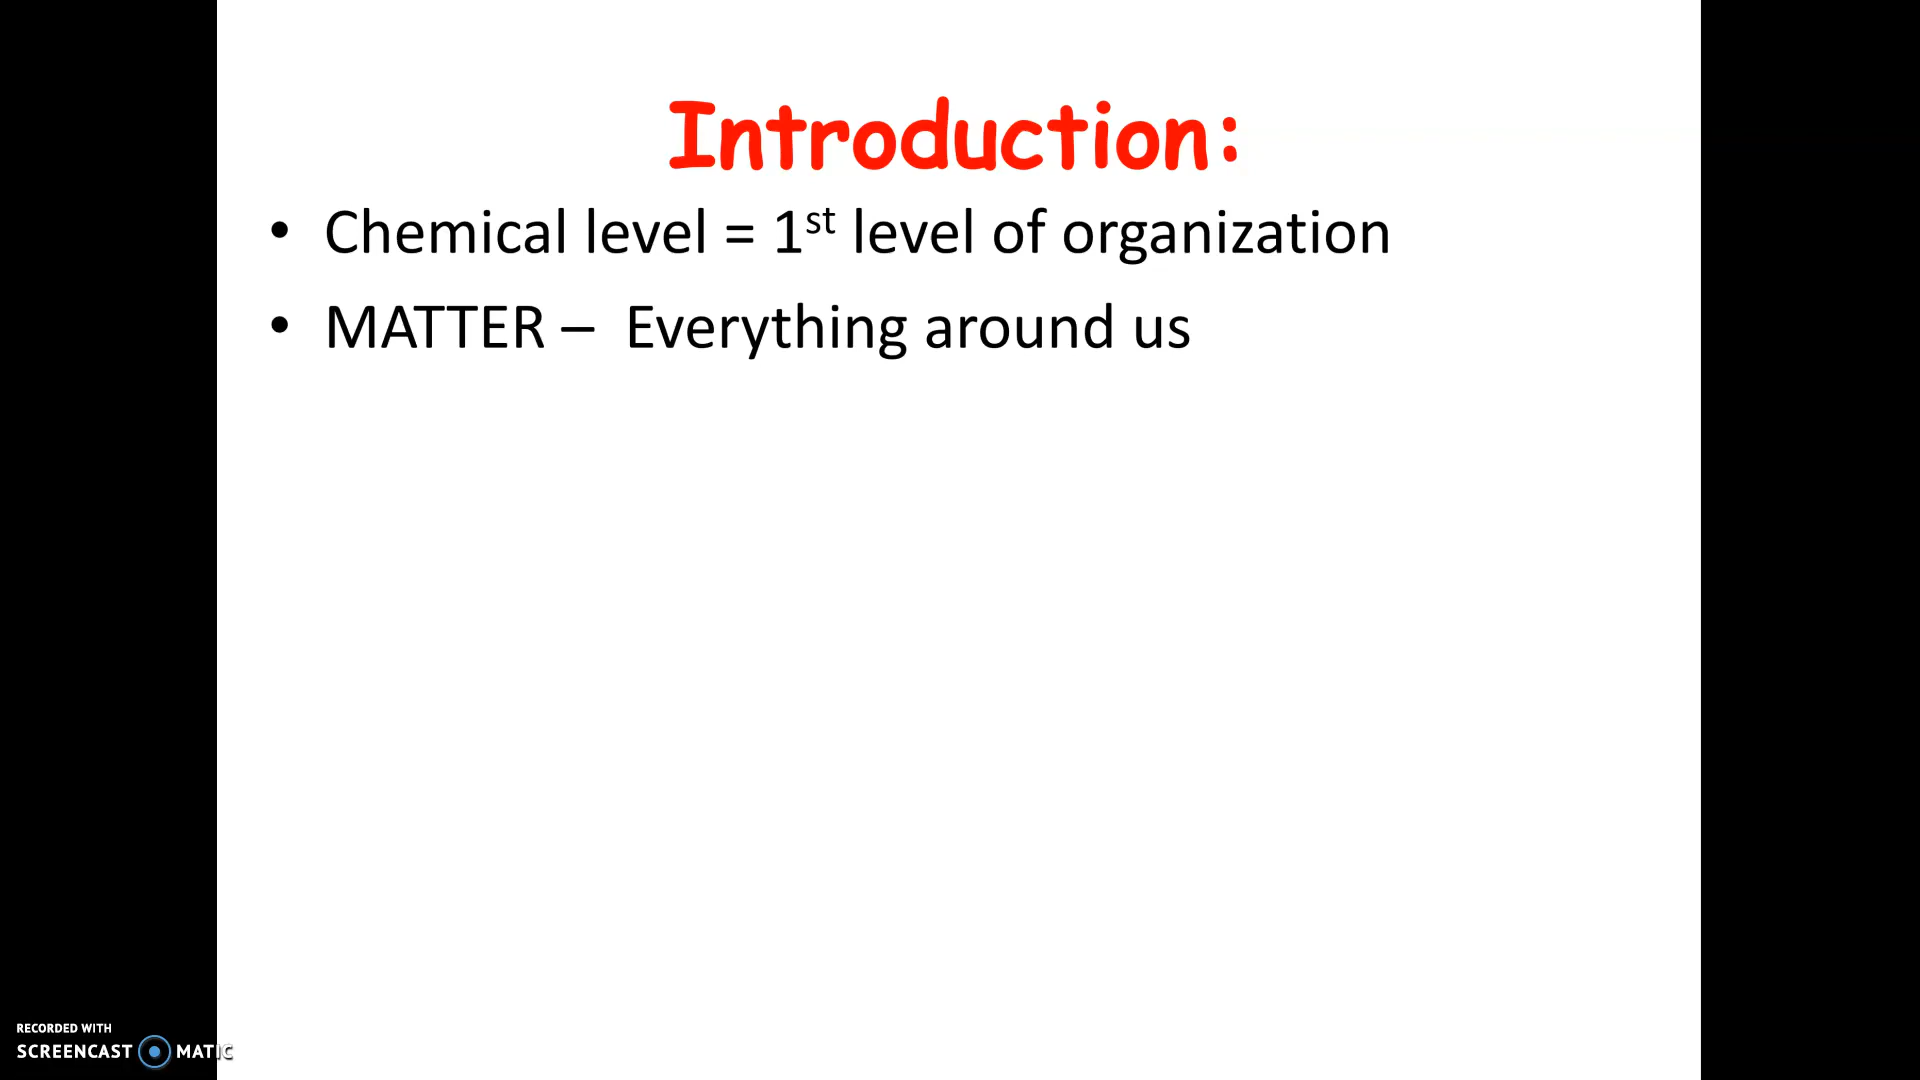 Introduction:
• Chemical level = 1st level of organization
• MATTER – Everything around us
RECORDED WITH
SCREENCAST MATIC